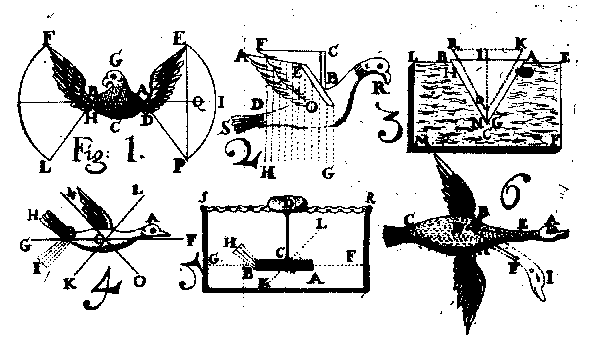 F G E
B A
H C D Q I
L Fig: 1. P
A F C
E B
D O R
S 2
H G
L B I K A E
H
3 N G
C
M F
N L
H A
G F
I K O
4
S D R
L
H C
G B F
K A
5
6
C B E A
F I